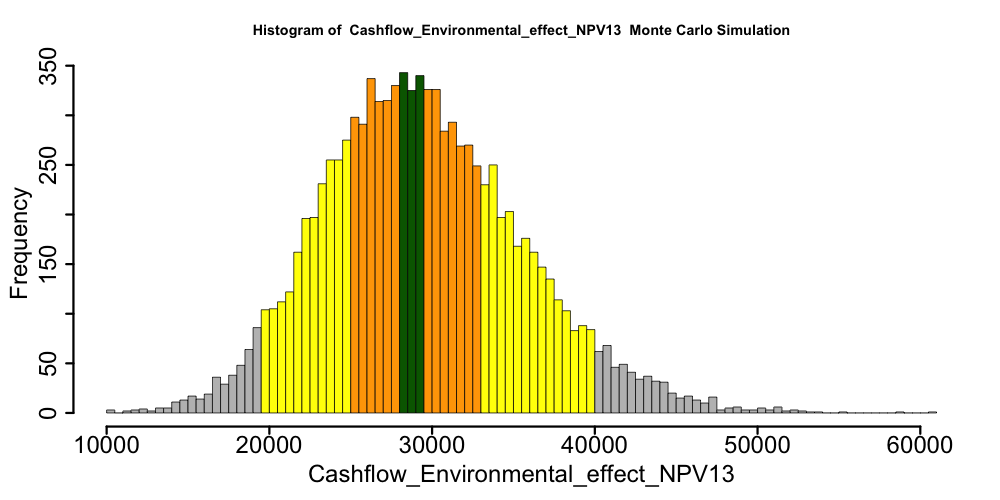 Histogram of  Cashflow_Environmental_effect_NPV13  Monte Carlo Simulation
350
250
150
50
0
Frequency
10000 20000 30000 40000 50000 60000
Cashflow_Environmental_effect_NPV13